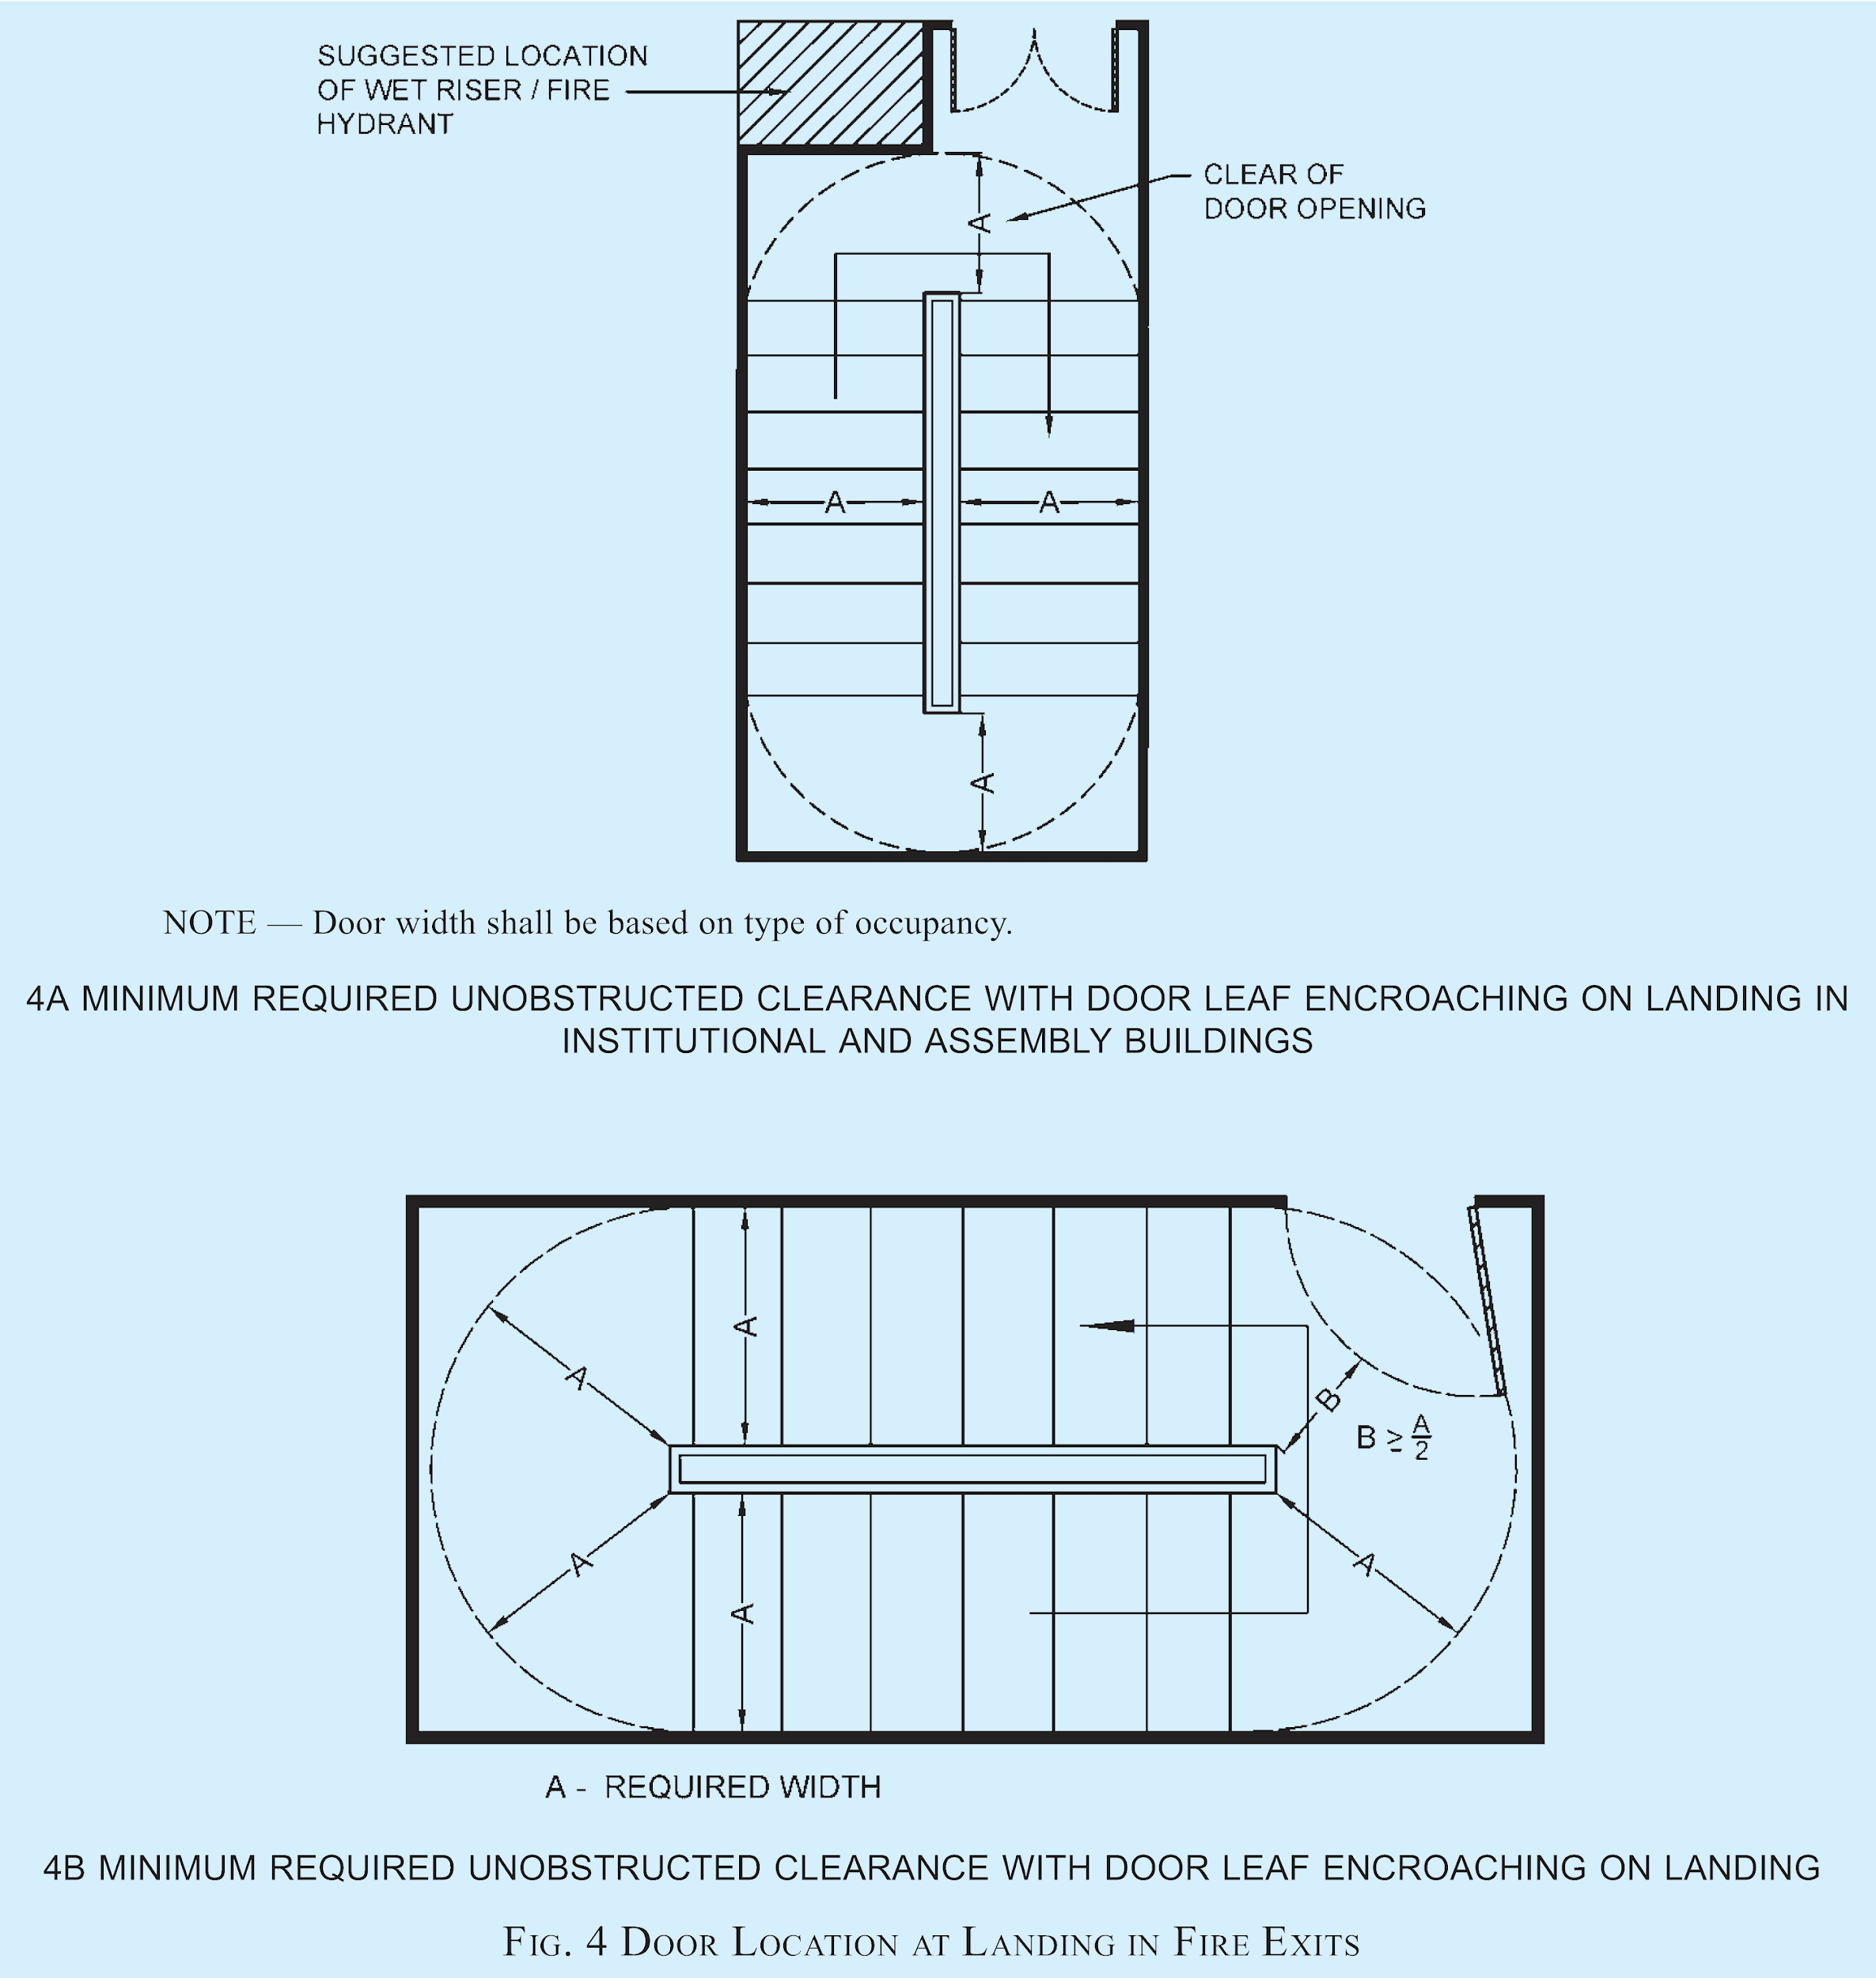 SUGGESTED LOCATION
OF WET RISER / FIRE
HYDRANT
CLEAR OF
DOOR OPENING
A
A
A
A
NOTE — Door width shall be based on type of occupancy.
4A MINIMUM REQUIRED UNOBSTRUCTED CLEARANCE WITH DOOR LEAF ENCROACHING ON LANDING IN
INSTITUTIONAL AND ASSEMBLY BUILDINGS
A
A
B
B ≥ A/2
A
A
A
A - REQUIRED WIDTH
4B MINIMUM REQUIRED UNOBSTRUCTED CLEARANCE WITH DOOR LEAF ENCROACHING ON LANDING
FIG. 4 DOOR LOCATION AT LANDING IN FIRE EXITS